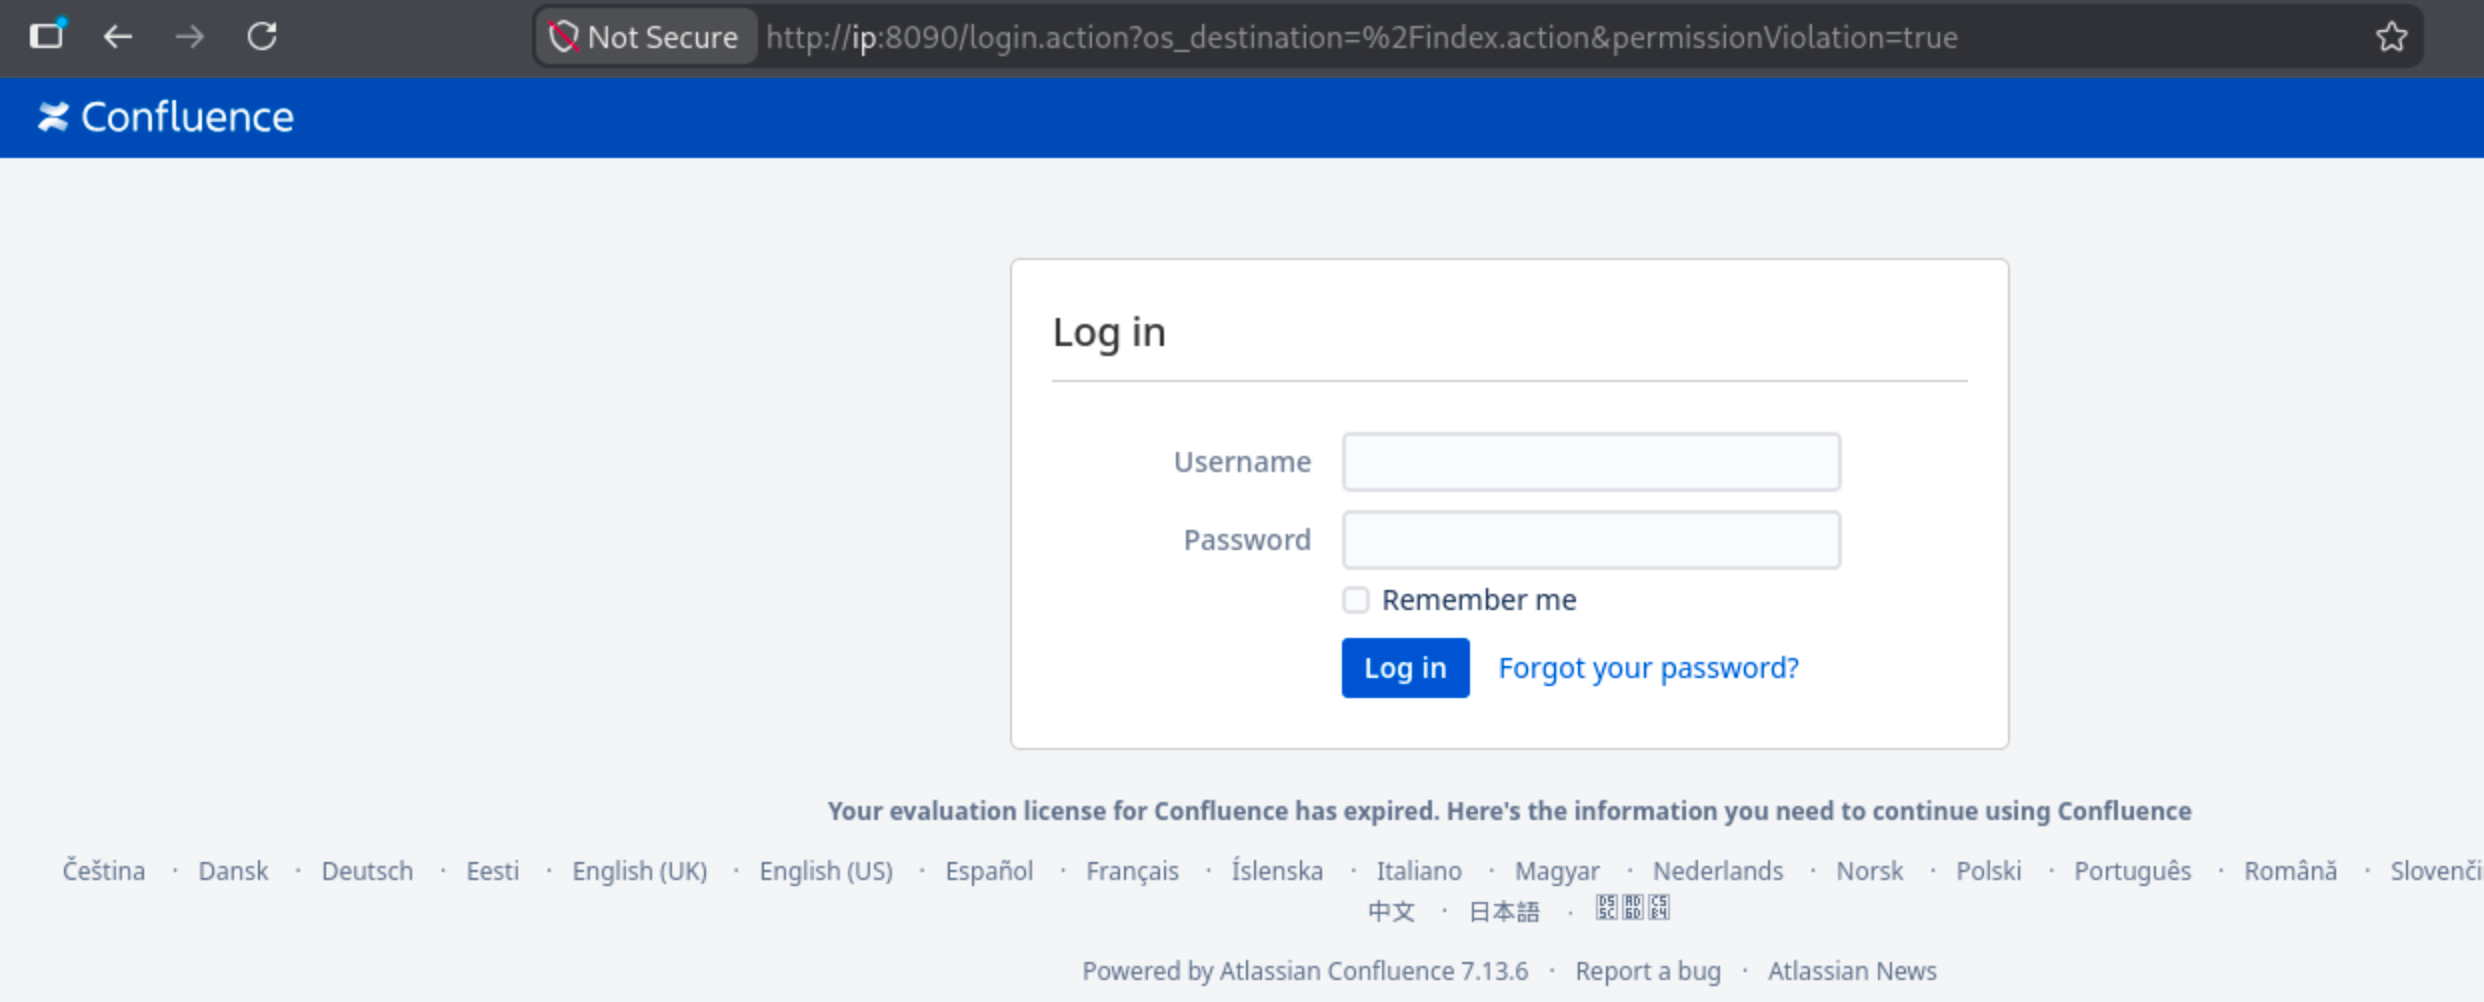 Not Secure http://ip:8090/login.action?os_destination=%2Findex.action&permissionViolation=true
Confluence
Log in
Username
Password
Remember me
Log in Forgot your password?
Your evaluation license for Confluence has expired. Here's the information you need to continue using Confluence
Čeština · Dansk · Deutsch · Eesti · English (UK) · English (US) · Español · Français · Íslenska · Italiano · Magyar · Nederlands · Norsk · Polski · Português · Română ·
中文 · 日本語 ·
Powered by Atlassian Confluence 7.13.6 · Report a bug · Atlassian News